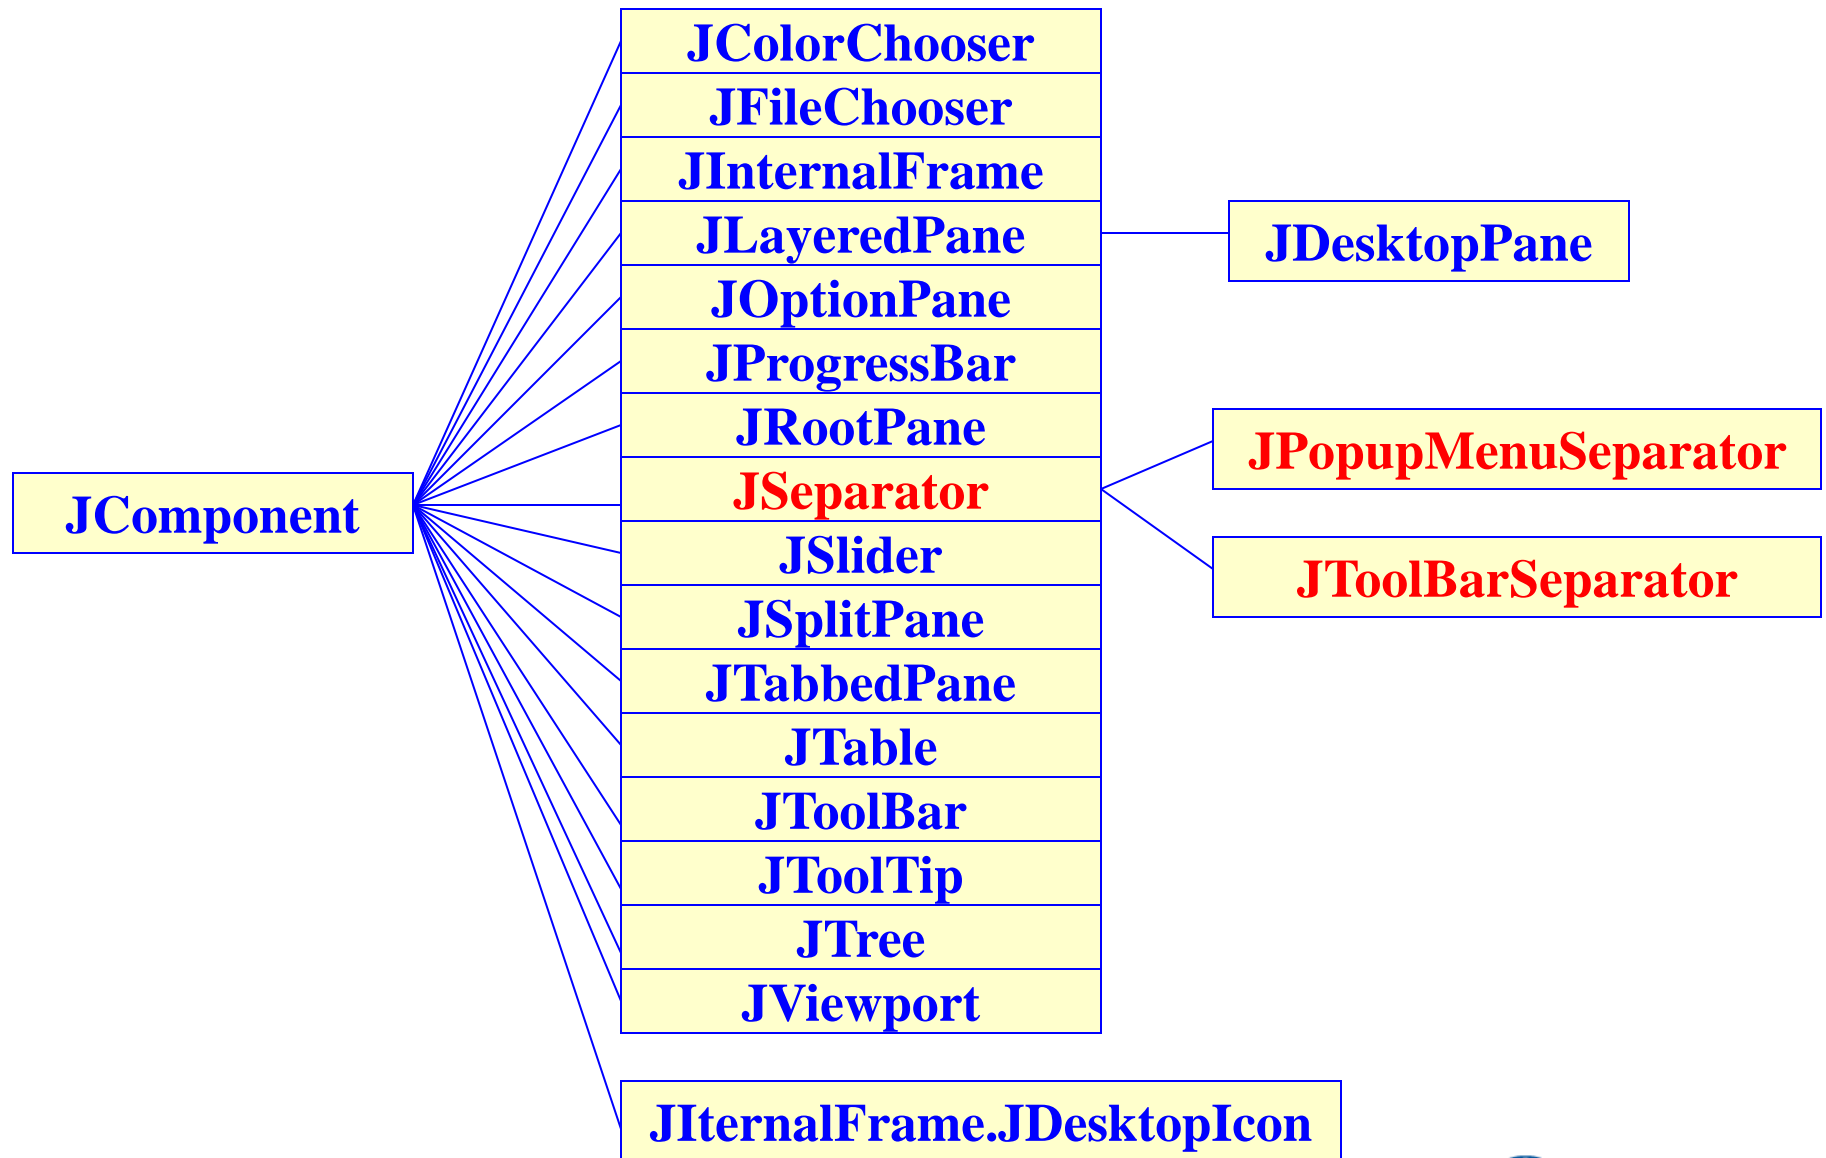 JColorChooser
JFileChooser
JInternalFrame
JLayeredPane
JDesktopPane
JOptionPane
JProgressBar
JRootPane
JPopupMenuSeparator
JSeparator
JComponent
JSlider
JToolBarSeparator
JSplitPane
JTabbedPane
JTable
JToolBar
JToolTip
JTree
JViewport
JIternalFrame.JDesktopIcon